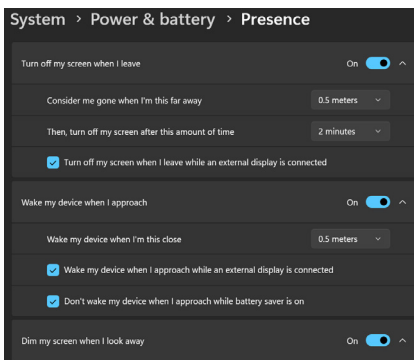 System > Power & battery > Presence
Turn off my screen when I leave On
Consider me gone when I'm this far away 0.5 meters
Then, turn off my screen after this amount of time 2 minutes
Turn off my screen when I leave while an external display is connected
Wake my device when I approach On
Wake my device when I'm this close 0.5 meters
Wake my device when I approach while an external display is connected
Don't wake my device when I approach while battery saver is on
Dim my screen when I look away On